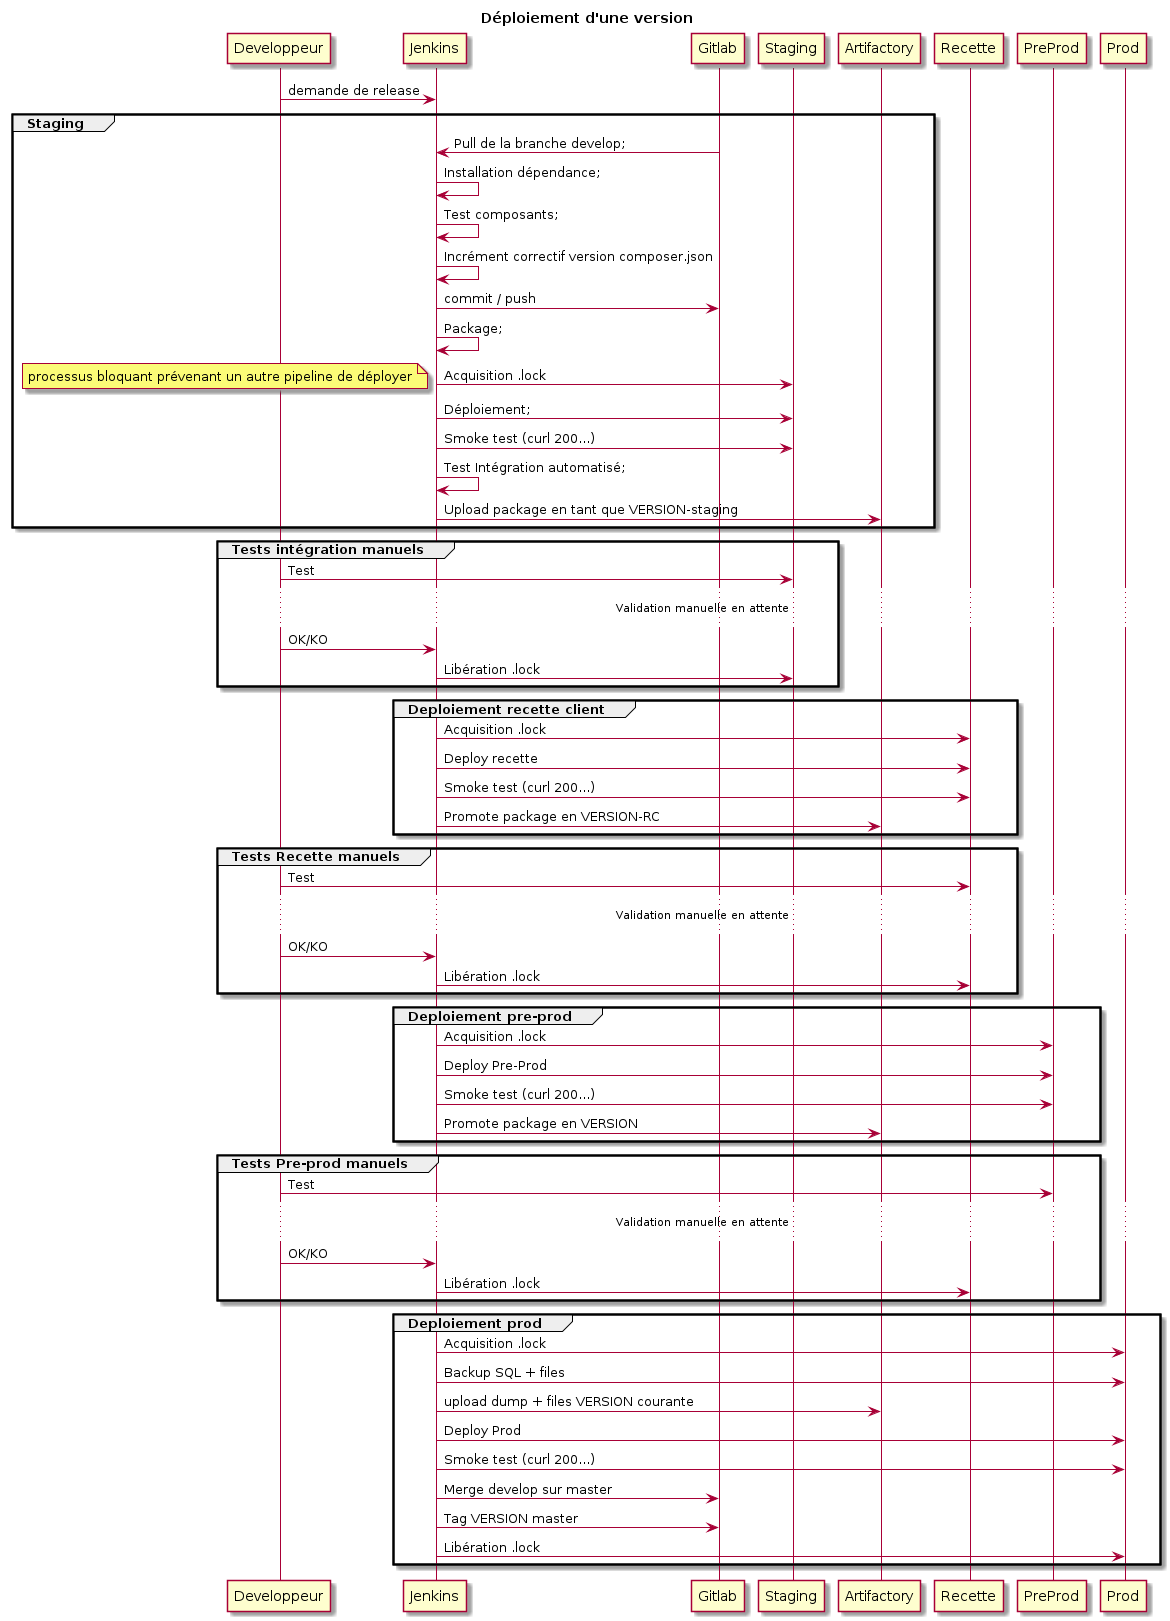 Déploiement d'une version
Developpeur Jenkins Gitlab Staging Artifactory Recette PreProd Prod
demande de release
Staging
Pull de la branche develop;
Installation dépendance;
Test composants;
Incrément correctif version composer.json
commit / push
Package;
processus bloquant prévenant un autre pipeline de déployer
Acquisition .lock
Déploiement;
Smoke test (curl 200...)
Test Intégration automatisé;
Upload package en tant que VERSION-staging
Tests intégration manuels
Test
Validation manuelle en attente
OK/KO
Libération .lock
Deploiement recette client
Acquisition .lock
Deploy recette
Smoke test (curl 200...)
Promote package en VERSION-RC
Tests Recette manuels
Test
Validation manuelle en attente
OK/KO
Libération .lock
Deploiement pre-prod
Acquisition .lock
Deploy Pre-Prod
Smoke test (curl 200...)
Promote package en VERSION
Tests Pre-prod manuels
Test
Validation manuelle en attente
OK/KO
Libération .lock
Deploiement prod
Acquisition .lock
Backup SQL + files
upload dump + files VERSION courante
Deploy Prod
Smoke test (curl 200...)
Merge develop sur master
Tag VERSION master
Libération .lock
Developpeur Jenkins Gitlab Staging Artifactory Recette PreProd Prod